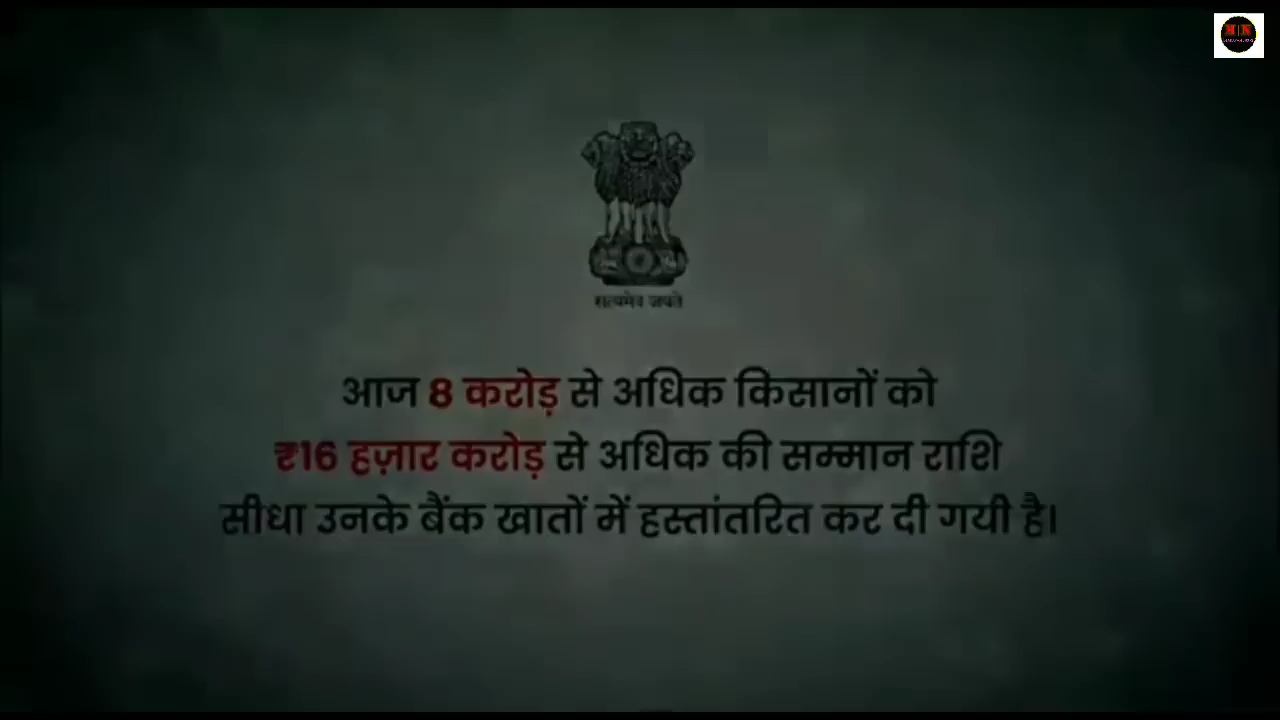 सत्यमेव जयते
आज 8 करोड़ से अधिक किसानों को
₹16 हज़ार करोड़ से अधिक की सम्मान राशि
सीधा उनके बैंक खातों में हस्तांतरित कर दी गयी है।